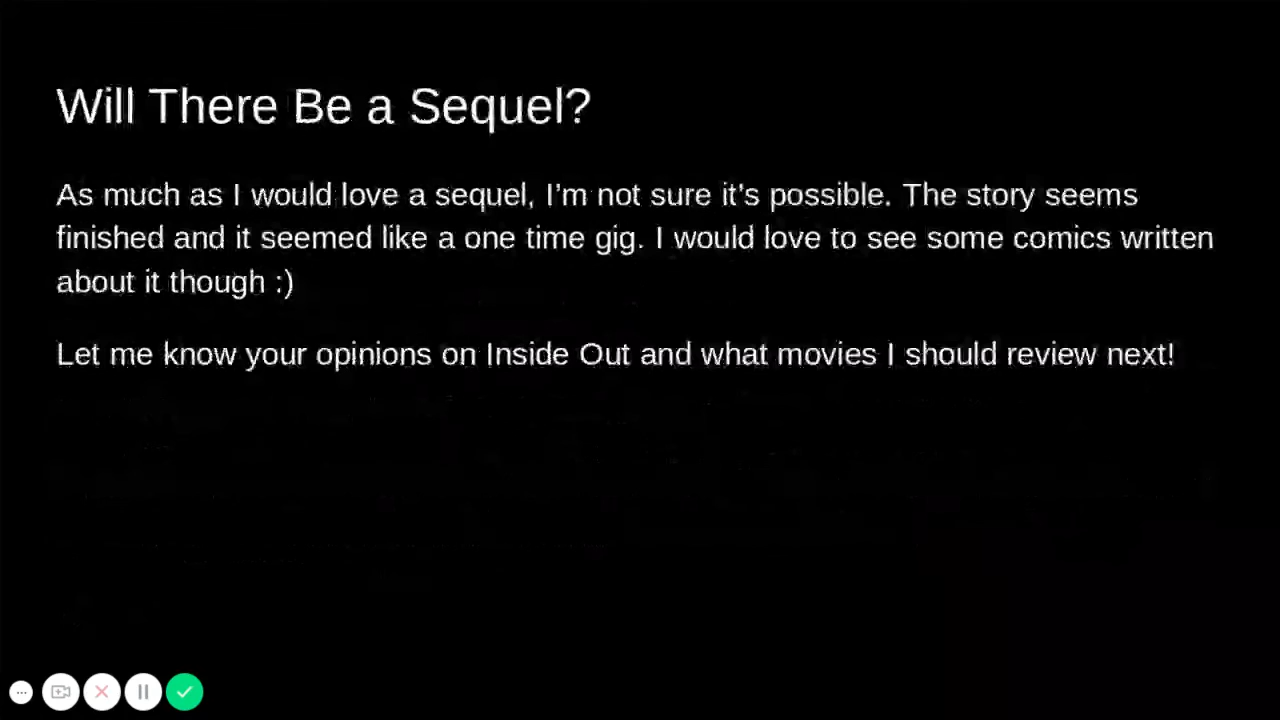 Will There Be a Sequel?
As much as I would love a sequel, I’m not sure it’s possible. The story seems
finished and it seemed like a one time gig. I would love to see some comics written
about it though :)
Let me know your opinions on Inside Out and what movies I should review next!